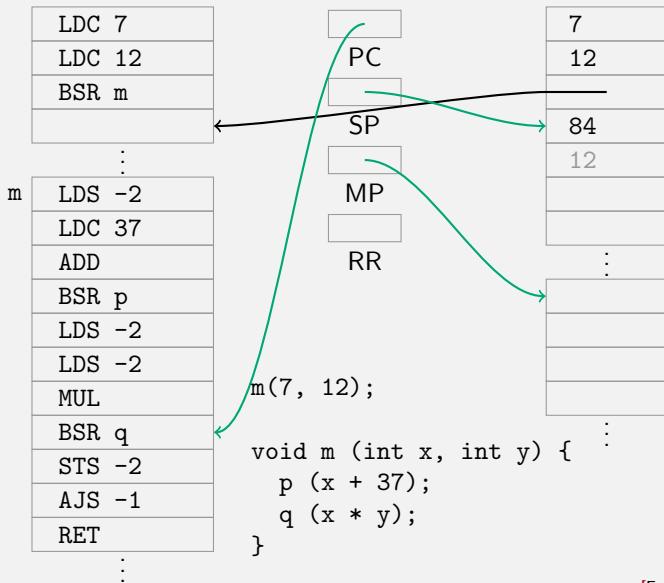 LDC 7
LDC 12
BSR m
⋮
m LDS -2
LDC 37
ADD
BSR p
LDS -2
LDS -2
MUL
BSR q
STS -2
AJS -1
RET
⋮
PC
SP
MP
RR
m(7, 12);
void m (int x, int y) {
p (x + 37);
q (x * y);
}
7
12
84
12
⋮
⋮